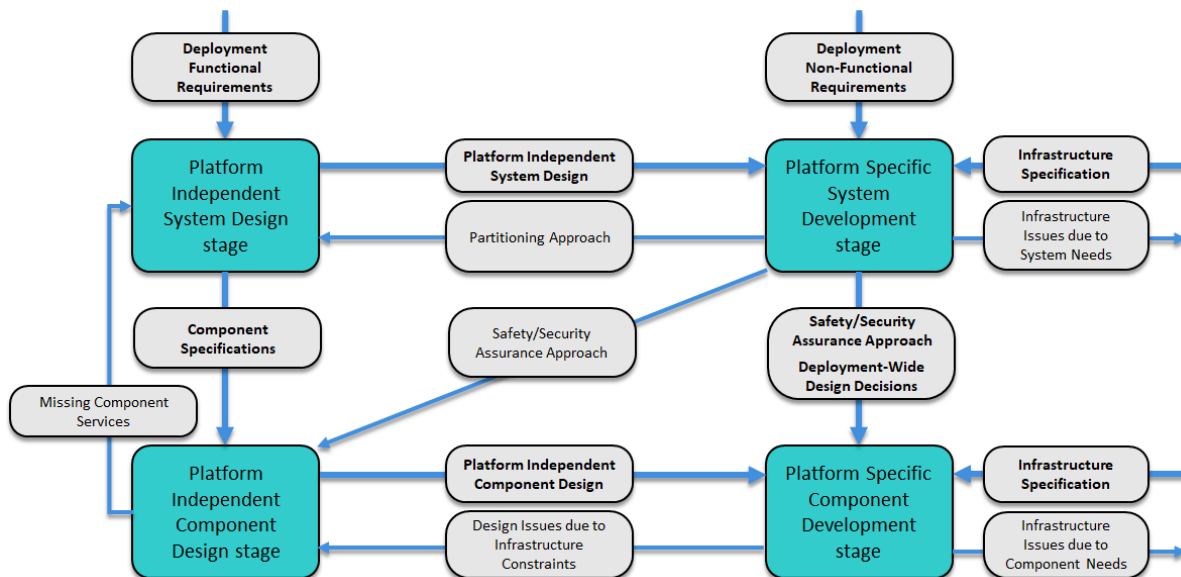 Deployment
Functional
Requirements
Deployment
Non-Functional
Requirements
Platform
Independent
System Design
stage
Platform Independent
System Design
Platform Specific
System
Development
stage
Infrastructure
Specification
Partitioning Approach
Infrastructure
Issues due to
System Needs
Component
Specifications
Safety/Security
Assurance Approach
Safety/Security
Assurance Approach
Deployment-Wide
Design Decisions
Missing Component
Services
Platform
Independent
Component
Design stage
Platform Independent
Component Design
Platform Specific
Component
Development
stage
Infrastructure
Specification
Design Issues due to
Infrastructure
Constraints
Infrastructure
Issues due to
Component Needs